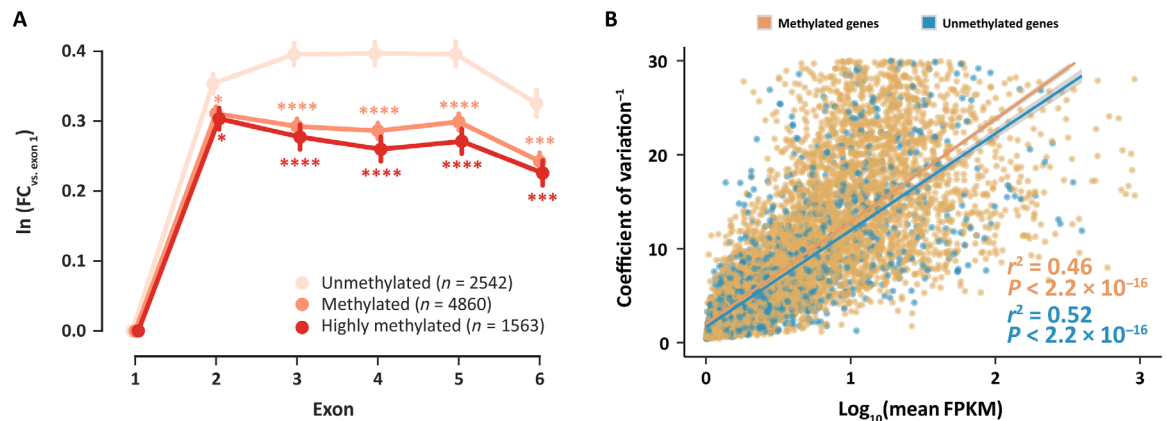 A
ln (FC vs. exon 1)
0.4
0.3
0.2
0.1
0.0
*
****
****
****
***
*
****
****
****
***
Unmethylated (n = 2542)
Methylated (n = 4860)
Highly methylated (n = 1563)
1 2 3 4 5 6
Exon
B
Methylated genes Unmethylated genes
Coefficient of variation⁻¹
30
20
10
0
r² = 0.46
P < 2.2 × 10⁻¹⁶
r² = 0.52
P < 2.2 × 10⁻¹⁶
0 1 2 3
Log₁₀(mean FPKM)